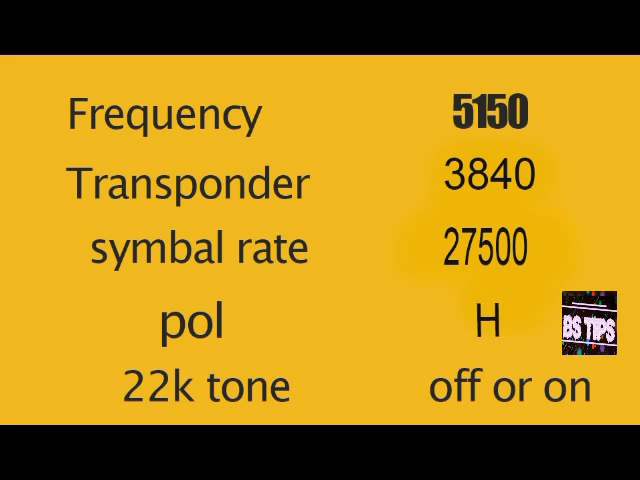 Frequency 5150
Transponder 3840
symbal rate 27500
pol H
BS TIPS
22k tone off or on